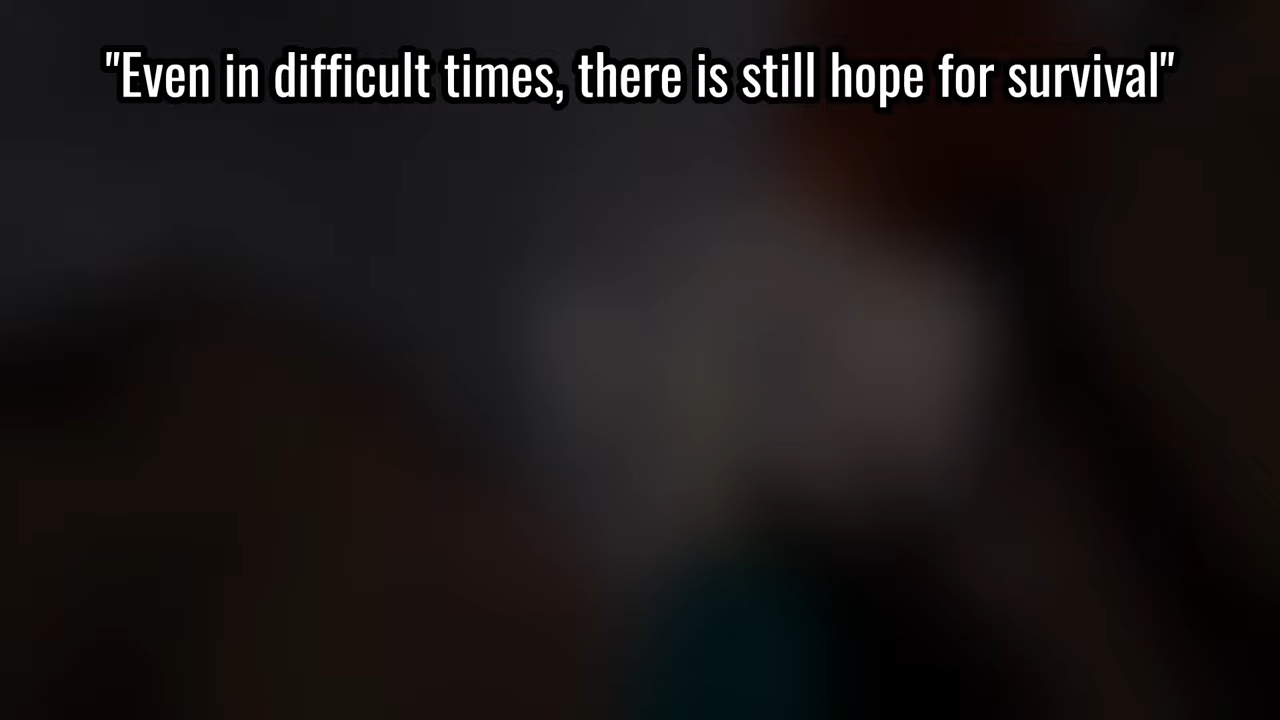 "Even in difficult times, there is still hope for survival"